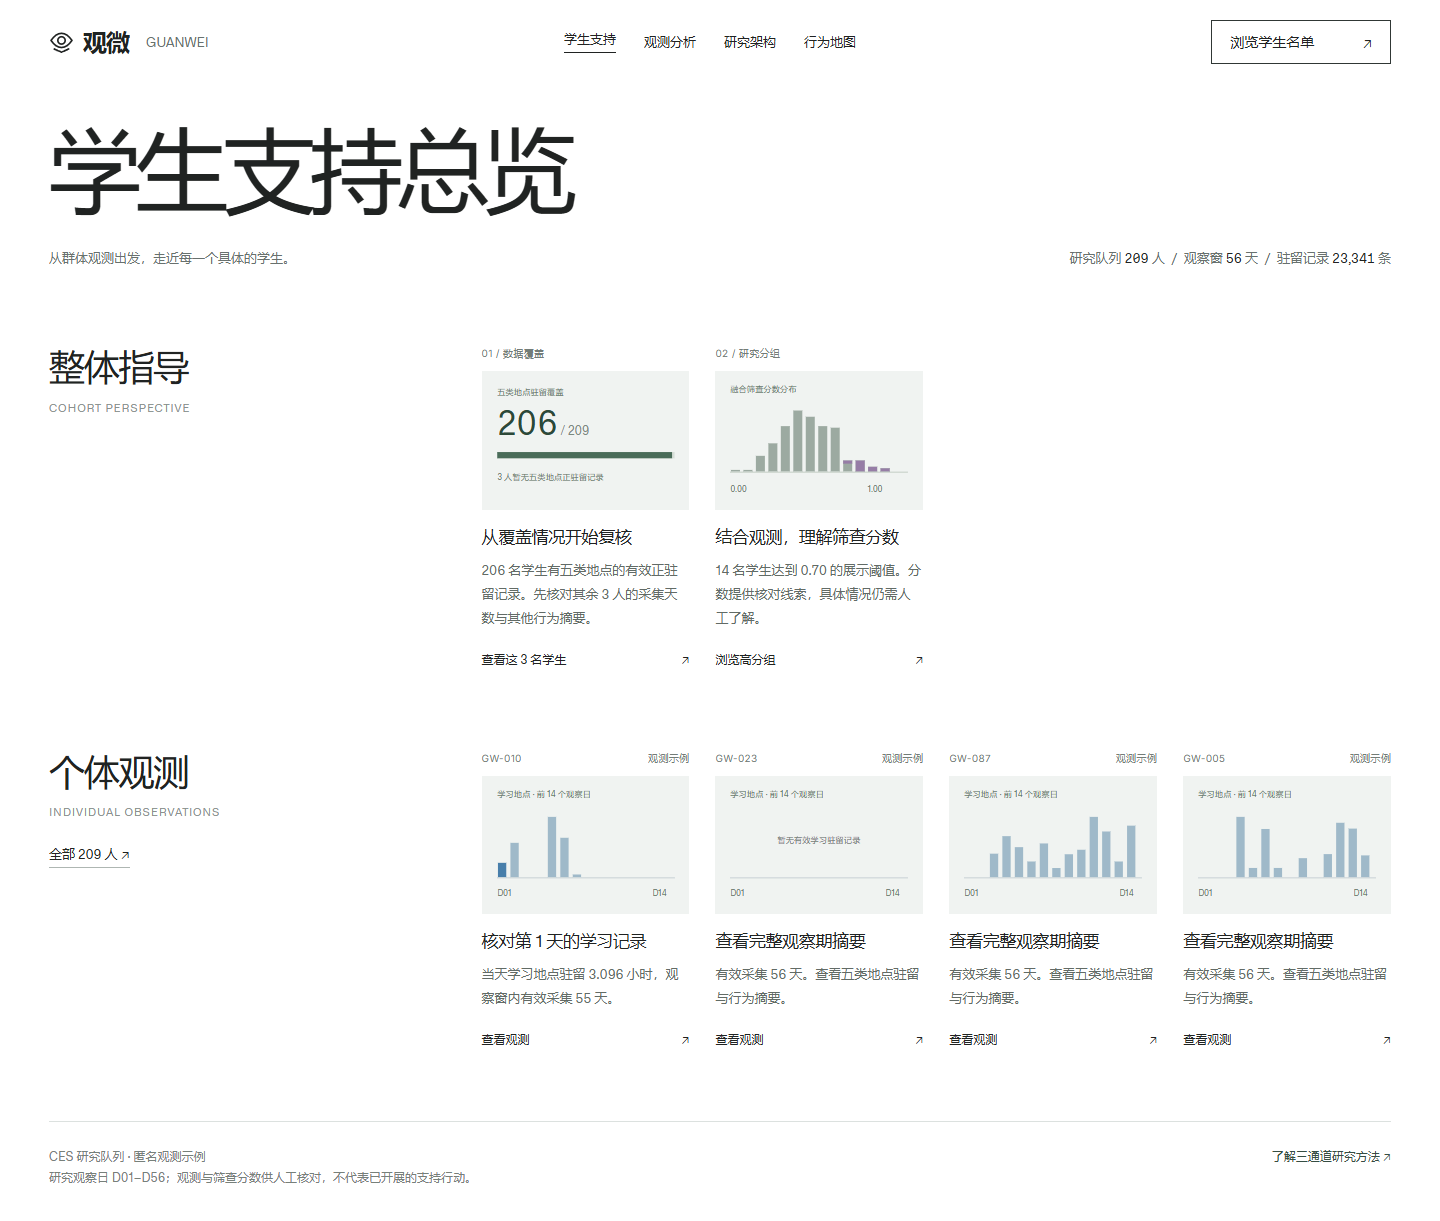 观微 GUANWEI
学生支持 观测分析 研究架构 行为地图
浏览学生名单 ↗
学生支持总览
从群体观测出发，走近每一个具体的学生。
研究队列 209 人 / 观察窗 56 天 / 驻留记录 23,341 条
整体指导
COHORT PERSPECTIVE
01 / 数据覆盖
五类地点驻留覆盖
206 / 209
3 人暂无五类地点正驻留记录
从覆盖情况开始复核
206 名学生有五类地点的有效正驻
留记录。先核对其余 3 人的采集天
数与其他行为摘要。
查看这 3 名学生 ↗
02 / 研究分组
融合筛查分数分布
0.00 1.00
结合观测，理解筛查分数
14 名学生达到 0.70 的展示阈值。分
数提供核对线索，具体情况仍需人
工了解。
浏览高分组 ↗
个体观测
INDIVIDUAL OBSERVATIONS
全部 209 人 ↗
GW-010 观测示例
学习地点 · 前 14 个观察日
D01 D14
核对第 1 天的学习记录
当天学习地点驻留 3.096 小时，观
察窗内有效采集 55 天。
查看观测 ↗
GW-023 观测示例
学习地点 · 前 14 个观察日
暂无有效学习驻留记录
D01 D14
查看完整观察期摘要
有效采集 56 天。查看五类地点驻留
与行为摘要。
查看观测 ↗
GW-087 观测示例
学习地点 · 前 14 个观察日
D01 D14
查看完整观察期摘要
有效采集 56 天。查看五类地点驻留
与行为摘要。
查看观测 ↗
GW-005 观测示例
学习地点 · 前 14 个观察日
D01 D14
查看完整观察期摘要
有效采集 56 天。查看五类地点驻留
与行为摘要。
查看观测 ↗
CES 研究队列 · 匿名观测示例
研究观察日 D01–D56；观测与筛查分数供人工核对，不代表已开展的支持行动。
了解三通道研究方法 ↗